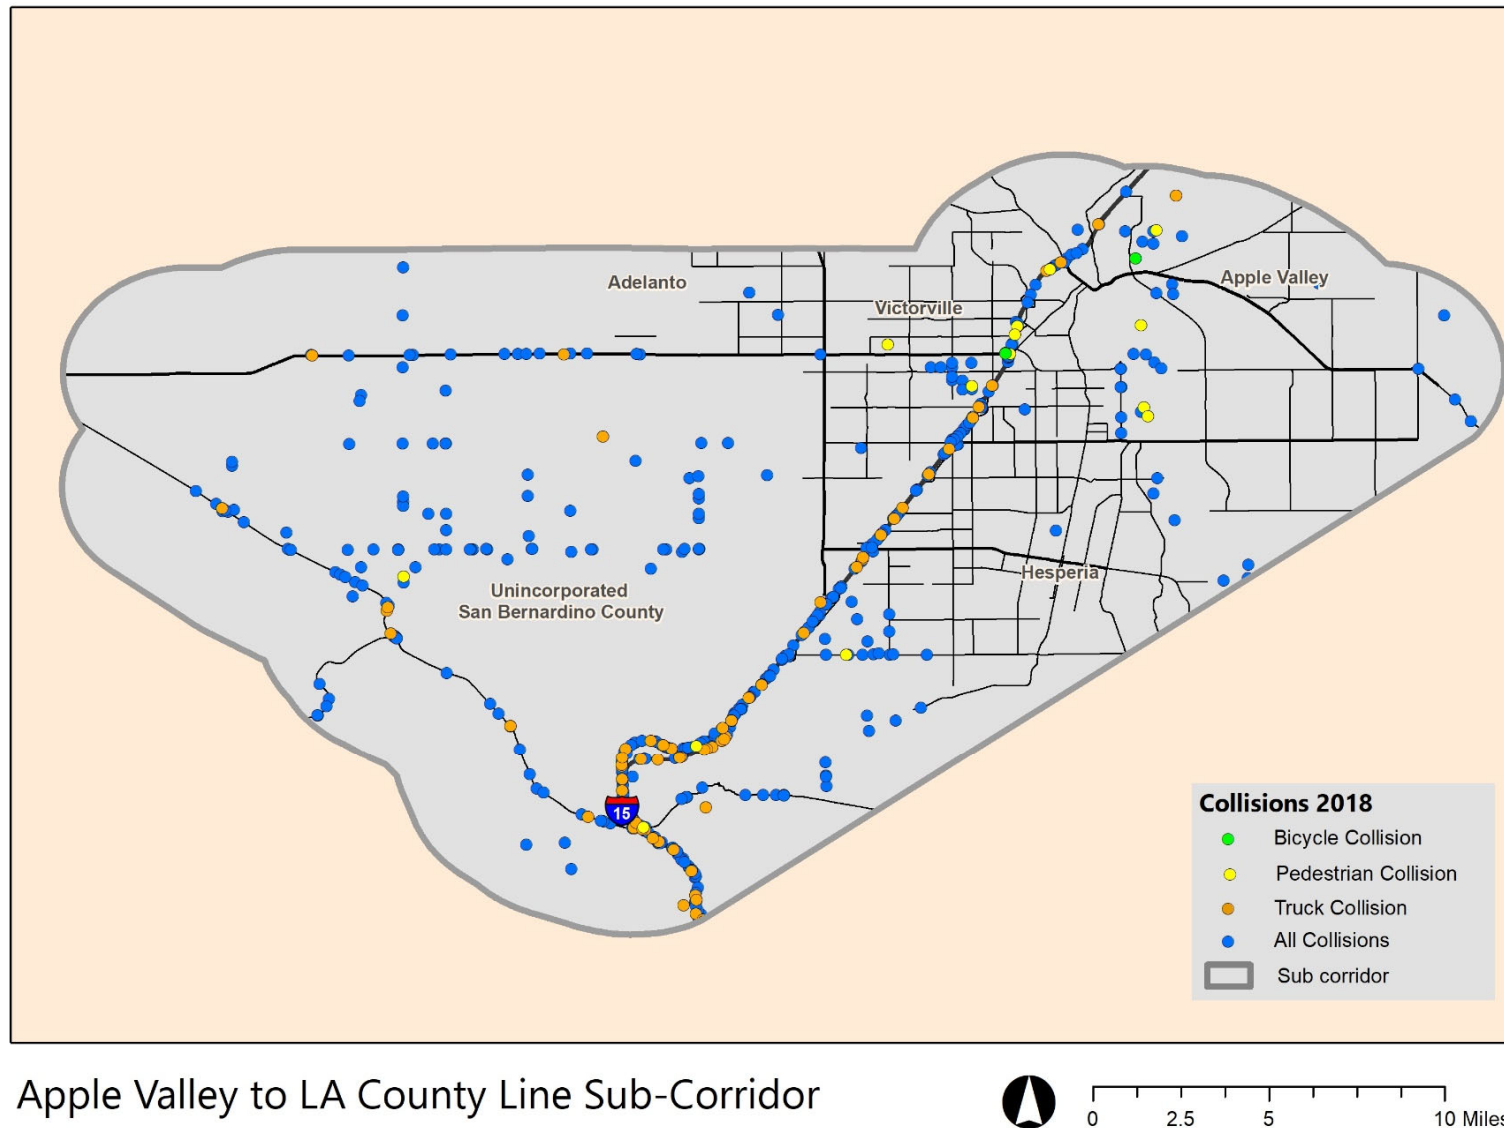 Adelanto
Victorville
Apple Valley
Unincorporated
San Bernardino County
Hesperia
15
Collisions 2018
Bicycle Collision
Pedestrian Collision
Truck Collision
All Collisions
Sub corridor
Apple Valley to LA County Line Sub-Corridor
0 2.5 5 10 Miles